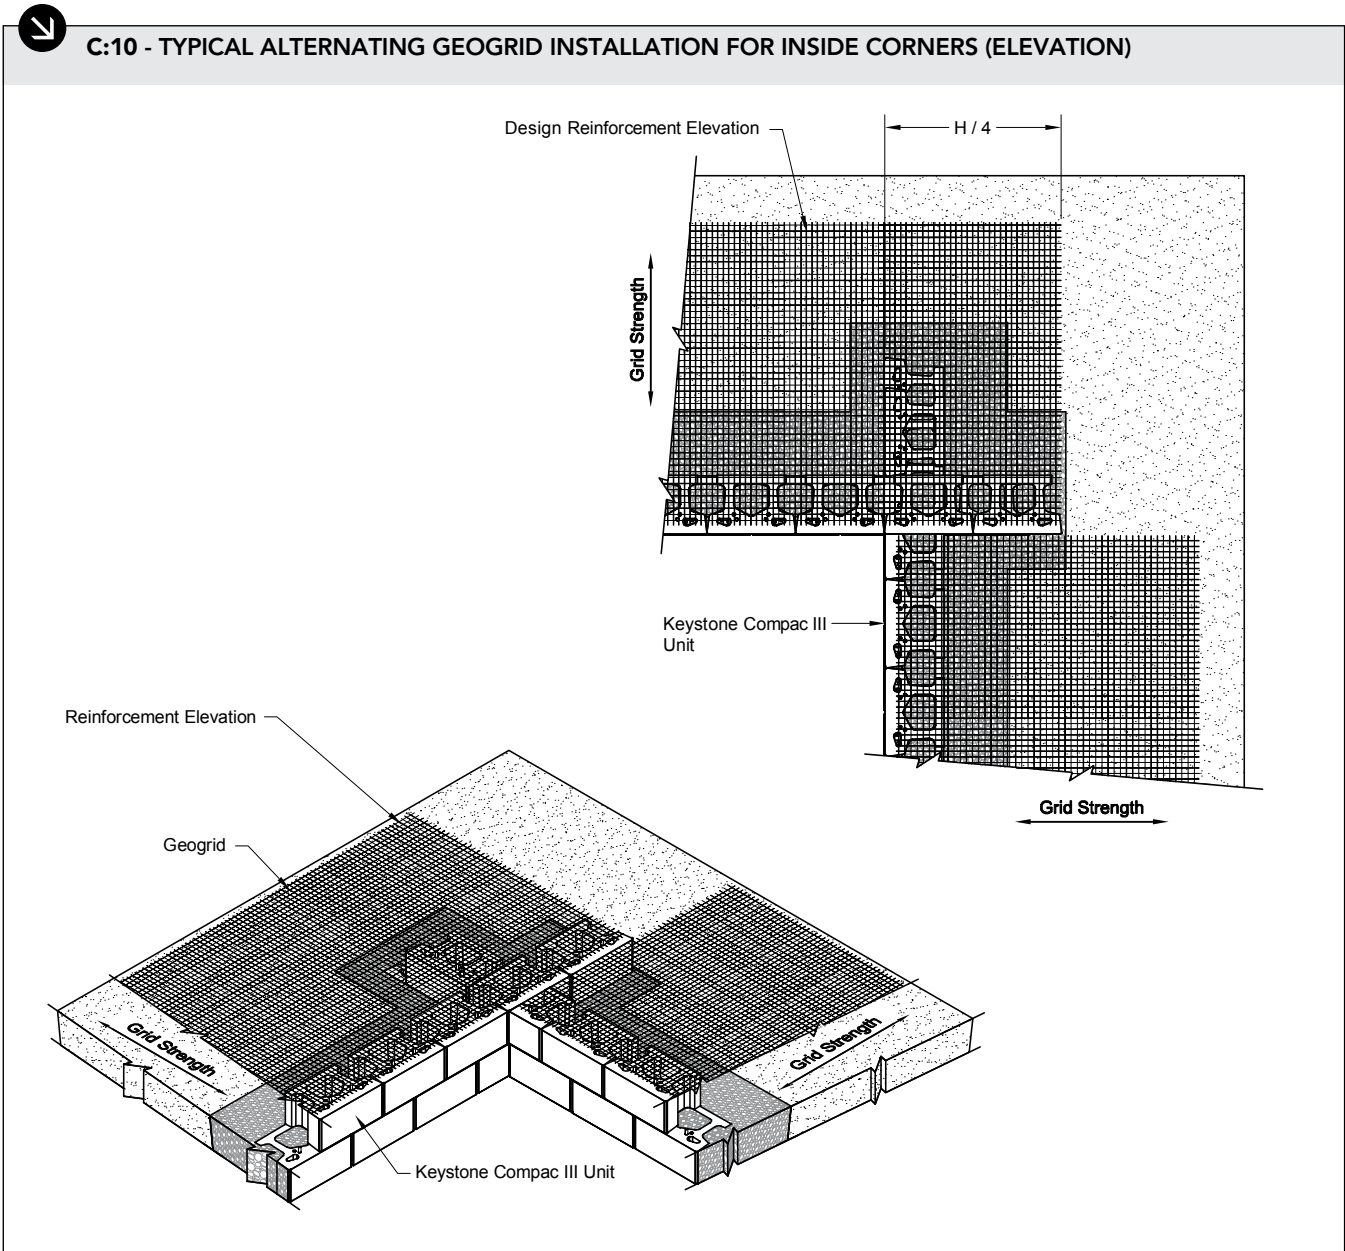 C:10 - TYPICAL ALTERNATING GEOGRID INSTALLATION FOR INSIDE CORNERS (ELEVATION)
Design Reinforcement Elevation
H / 4
Grid Strength
Keystone Compac III
Unit
Grid Strength
Reinforcement Elevation
Geogrid
Grid Strength
Grid Strength
Keystone Compac III Unit